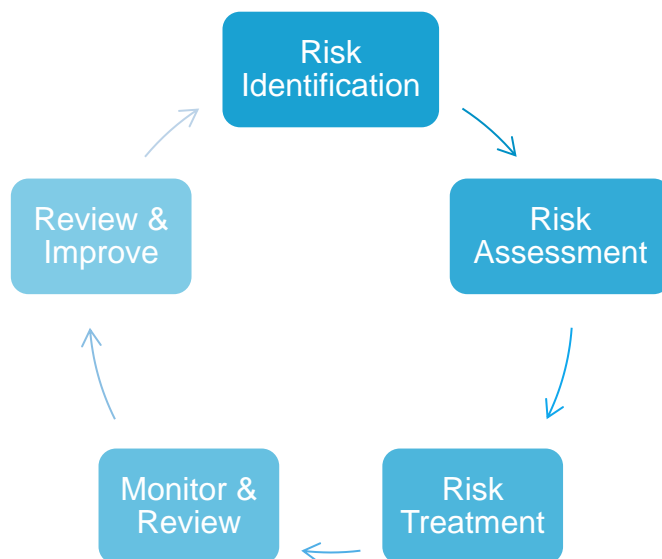 Risk
Identification
Risk
Assessment
Risk
Treatment
Monitor &
Review
Review &
Improve